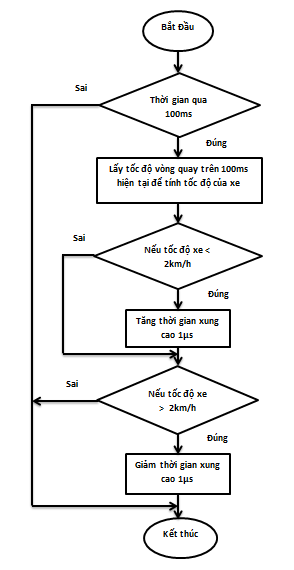 Bắt Đầu
Sai
Thời gian qua
100ms
Đúng
Lấy tốc độ vòng quay trên 100ms
hiện tại để tính tốc độ của xe
Sai
Nếu tốc độ xe <
2km/h
Đúng
Tăng thời gian xung
cao 1µs
Sai
Nếu tốc độ xe
> 2km/h
Đúng
Giảm thời gian xung
cao 1µs
Kết thúc